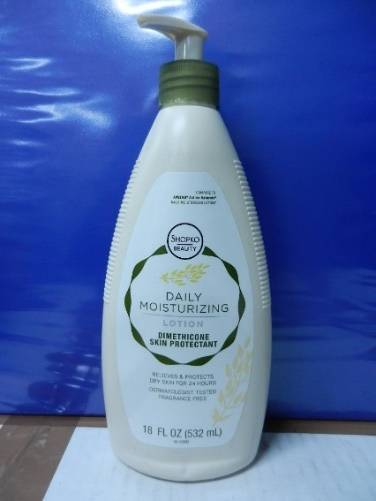 SHOPKO
BEAUTY
DAILY
MOISTURIZING
LOTION
DIMETHICONE
SKIN PROTECTANT
RELIEVES & PROTECTS
DRY SKIN FOR 24 HOURS
DERMATOLOGIST TESTED
FRAGRANCE FREE
18 FL OZ (532 mL)